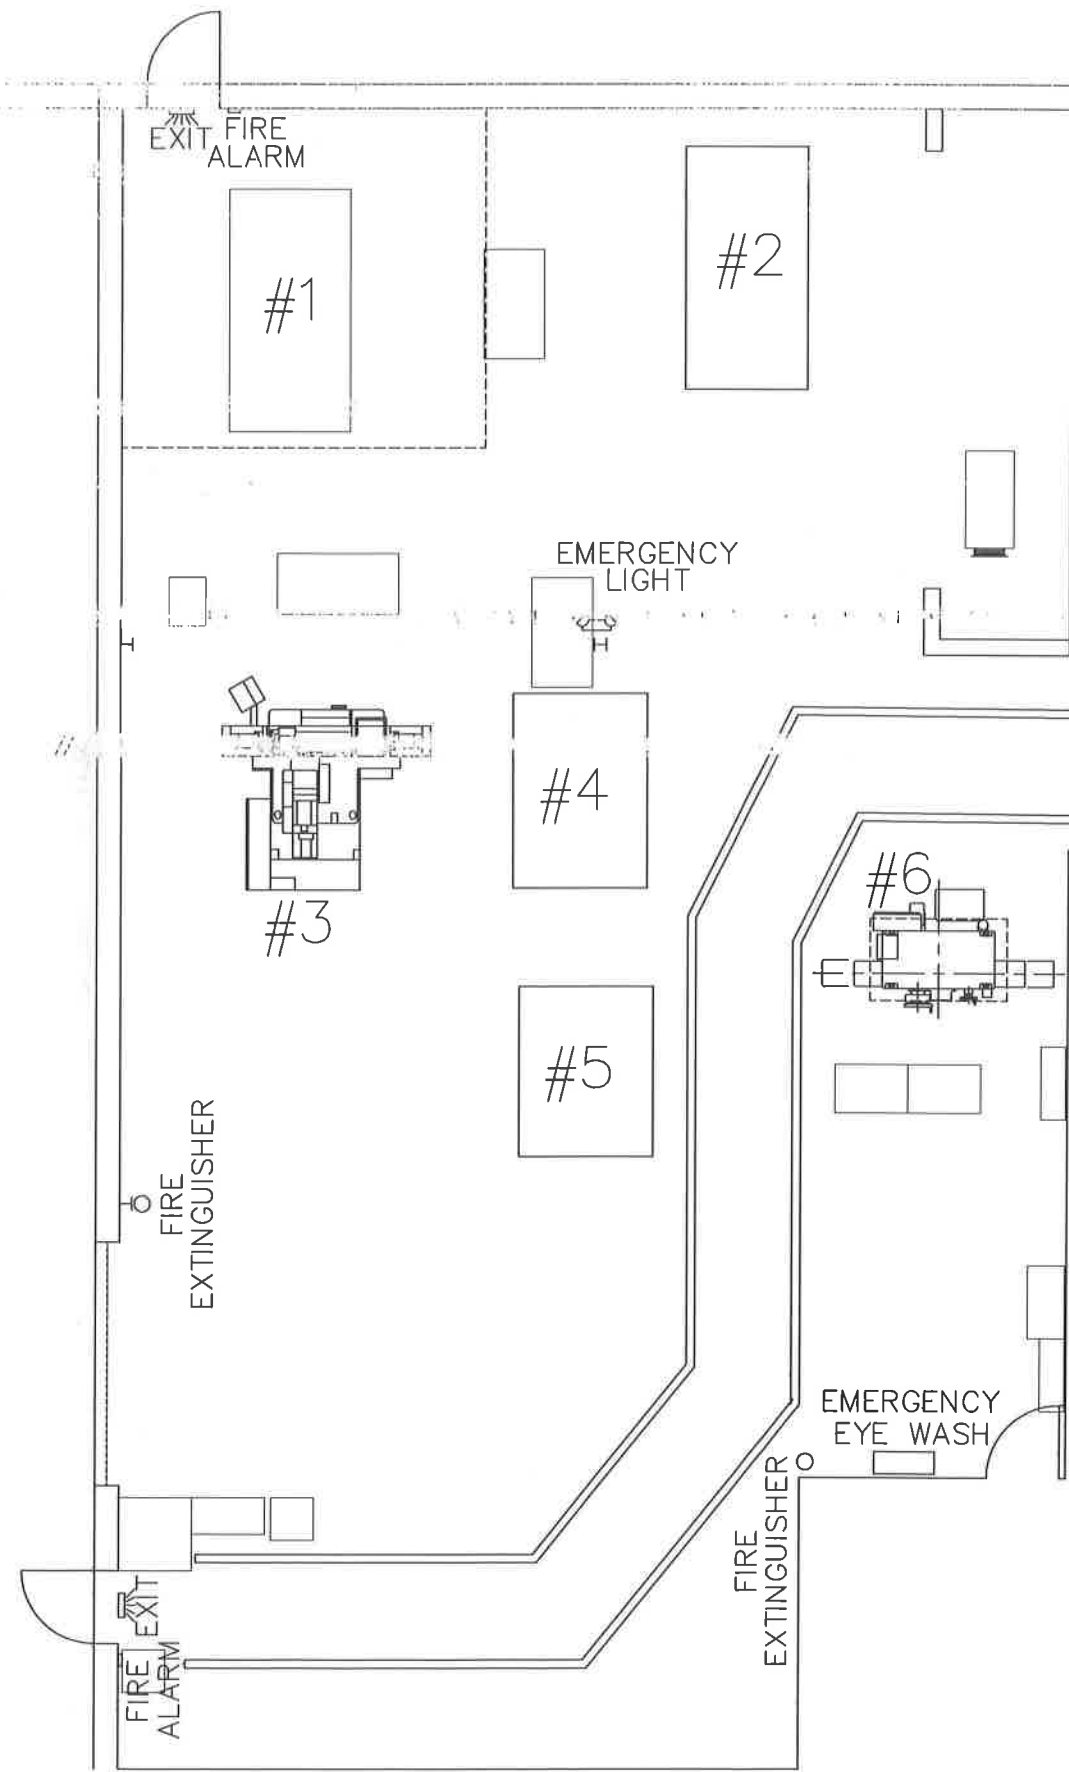 EXIT
FIRE
ALARM
#1
#2
EMERGENCY
LIGHT
#3
#4
#6
#5
FIRE
EXTINGUISHER
EMERGENCY
EYE WASH
FIRE
EXTINGUISHER
EXIT
FIRE
ALARM